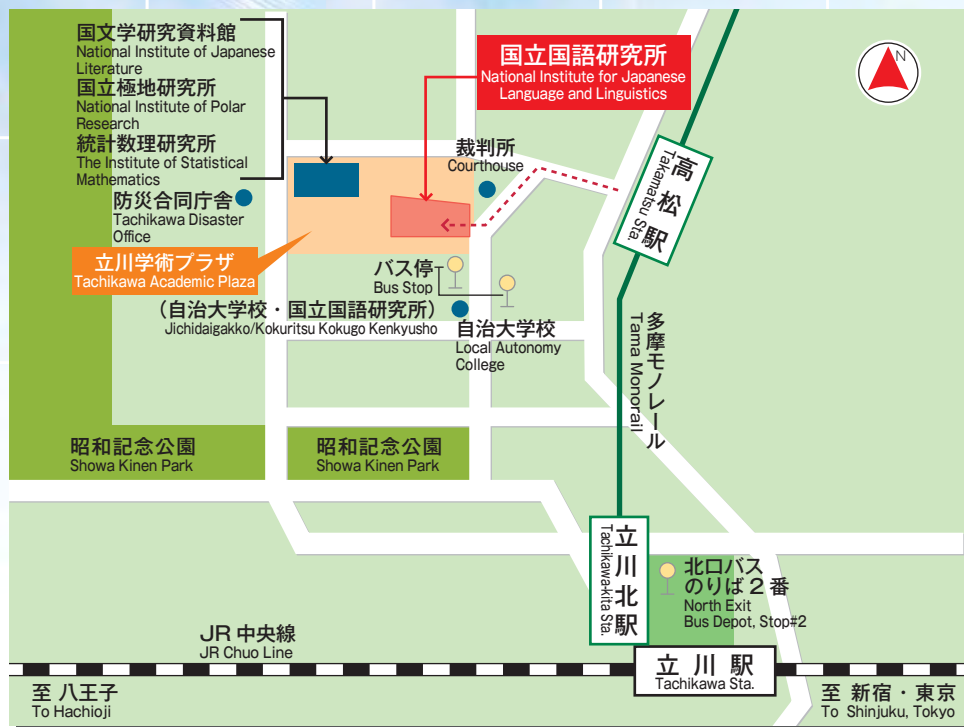 国文学研究資料館
National Institute of Japanese
Literature
国立極地研究所
National Institute of Polar
Research
統計数理研究所
The Institute of Statistical
Mathematics
防災合同庁舎
Tachikawa Disaster
Office
立川学術プラザ
Tachikawa Academic Plaza
国立国語研究所
National Institute for Japanese
Language and Linguistics
N
裁判所
Courthouse
高松駅
Takamatsu Sta.
バス停
Bus Stop
（自治大学校・国立国語研究所）
Jichidaigakko/Kokuritsu Kokugo Kenkyusho
自治大学校
Local Autonomy
College
多摩モノレール
Tama Monorail
昭和記念公園
Showa Kinen Park
昭和記念公園
Showa Kinen Park
立川北駅
Tachikawa-kita Sta.
北口バス
のりば 2 番
North Exit
Bus Depot, Stop#2
JR 中央線
JR Chuo Line
立川駅
Tachikawa Sta.
至 八王子
To Hachioji
至 新宿・東京
To Shinjuku, Tokyo